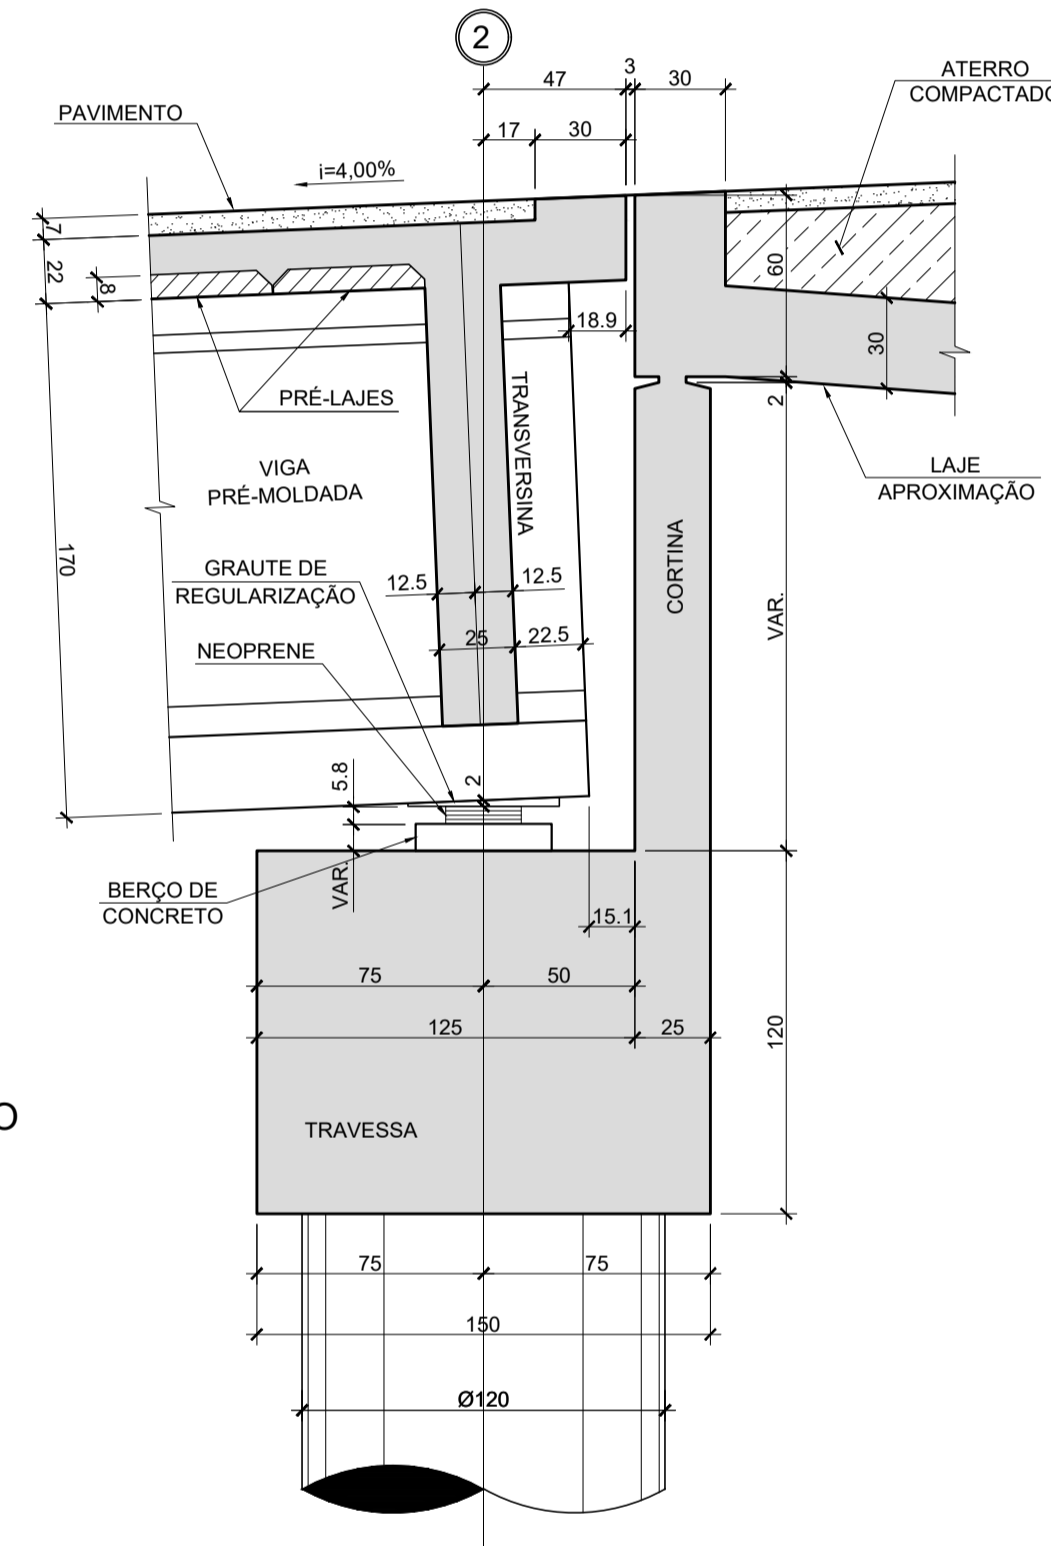 2
47
3
30
ATERRO
COMPACTADO
PAVIMENTO
17
30
i=4,00%
7
22
8
60
18.9
30
2
PRÉ-LAJES
TRANSVERSINA
VIGA
PRÉ-MOLDADA
LAJE
APROXIMAÇÃO
170
GRAUTE DE
REGULARIZAÇÃO
12.5
12.5
CORTINA
VAR.
NEOPRENE
25
22.5
5.8
2
VAR.
BERÇO DE
CONCRETO
15.1
75
50
125
25
120
O
TRAVESSA
75
75
150
Ø120